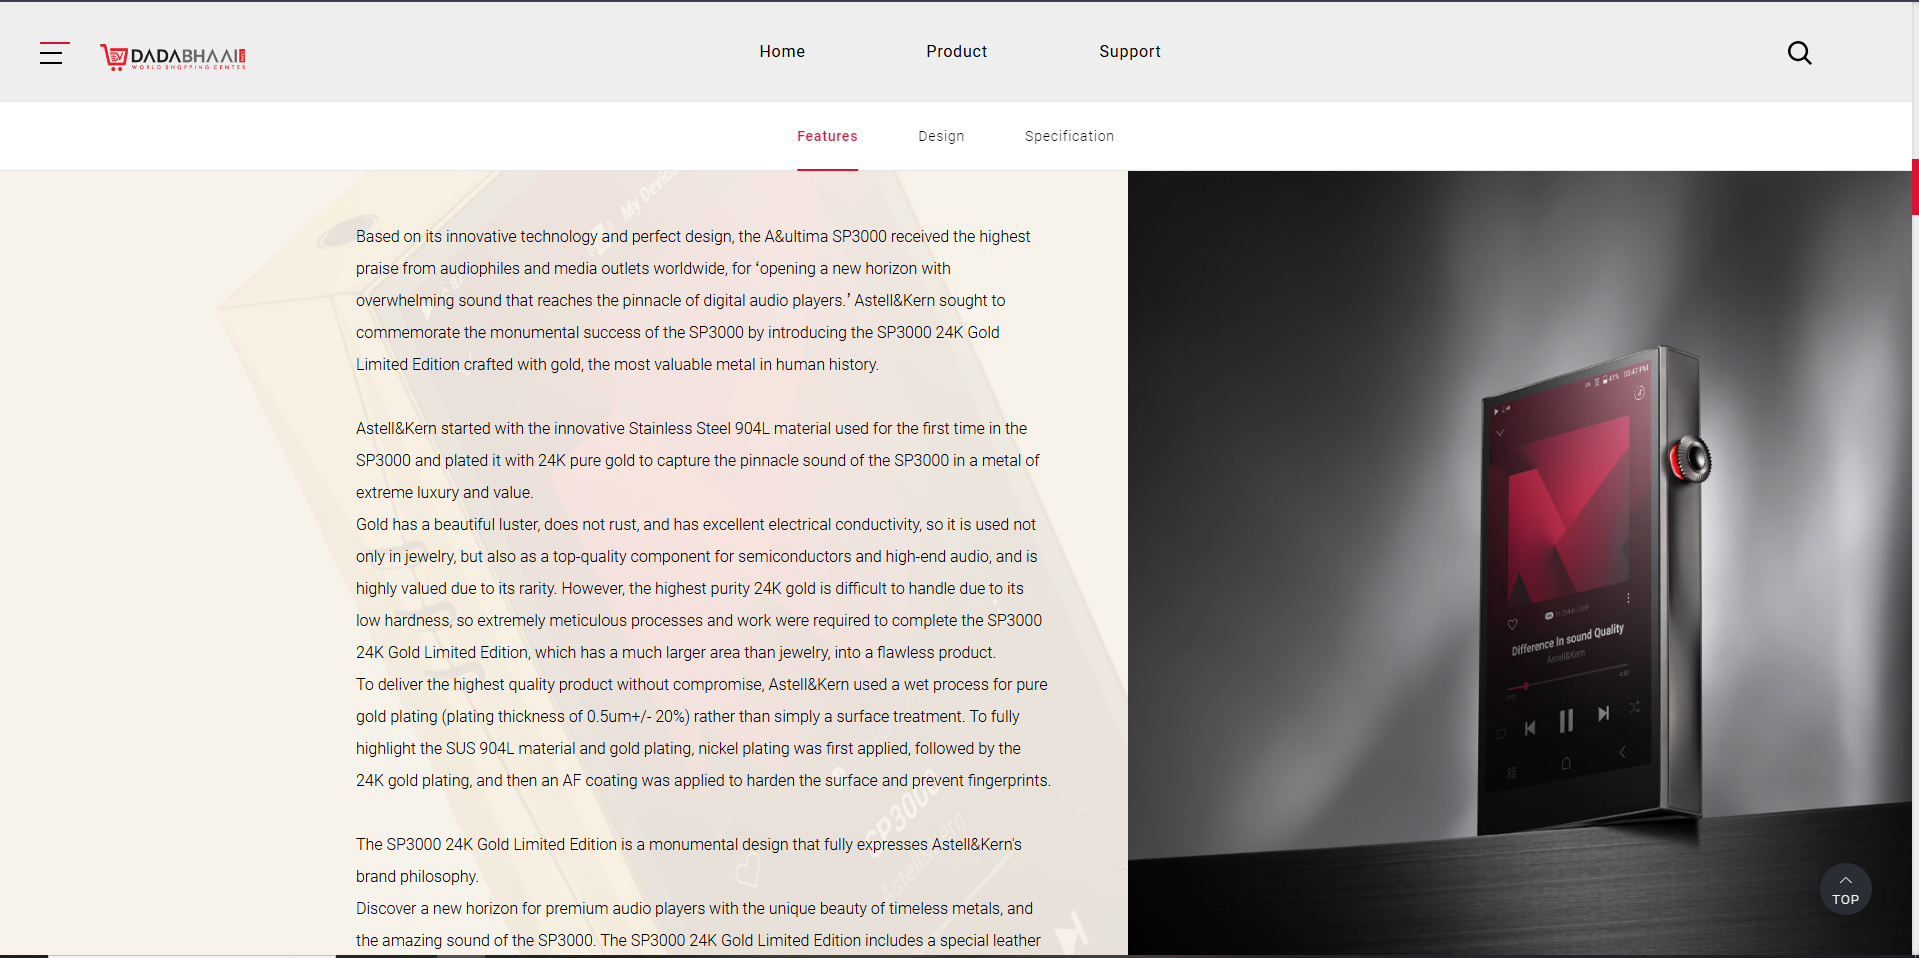 DADABHAAI
WORLD SHOPPING CENTER
Home
Product
Support
Features
Design
Specification
My Device
Based on its innovative technology and perfect design, the A&ultima SP3000 received the highest
praise from audiophiles and media outlets worldwide, for ‘opening a new horizon with
overwhelming sound that reaches the pinnacle of digital audio players.’ Astell&Kern sought to
commemorate the monumental success of the SP3000 by introducing the SP3000 24K Gold
Limited Edition crafted with gold, the most valuable metal in human history.
Astell&Kern started with the innovative Stainless Steel 904L material used for the first time in the
SP3000 and plated it with 24K pure gold to capture the pinnacle sound of the SP3000 in a metal of
extreme luxury and value.
Gold has a beautiful luster, does not rust, and has excellent electrical conductivity, so it is used not
only in jewelry, but also as a top-quality component for semiconductors and high-end audio, and is
highly valued due to its rarity. However, the highest purity 24K gold is difficult to handle due to its
low hardness, so extremely meticulous processes and work were required to complete the SP3000
24K Gold Limited Edition, which has a much larger area than jewelry, into a flawless product.
To deliver the highest quality product without compromise, Astell&Kern used a wet process for pure
gold plating (plating thickness of 0.5um+/- 20%) rather than simply a surface treatment. To fully
highlight the SUS 904L material and gold plating, nickel plating was first applied, followed by the
24K gold plating, and then an AF coating was applied to harden the surface and prevent fingerprints.
The SP3000 24K Gold Limited Edition is a monumental design that fully expresses Astell&Kern's
brand philosophy.
Discover a new horizon for premium audio players with the unique beauty of timeless metals, and
the amazing sound of the SP3000. The SP3000 24K Gold Limited Edition includes a special leather
SP3000
Astell&Kern
03:40
41% 03:47 PM
Difference In sound Quality
Astell&Kern
TOP